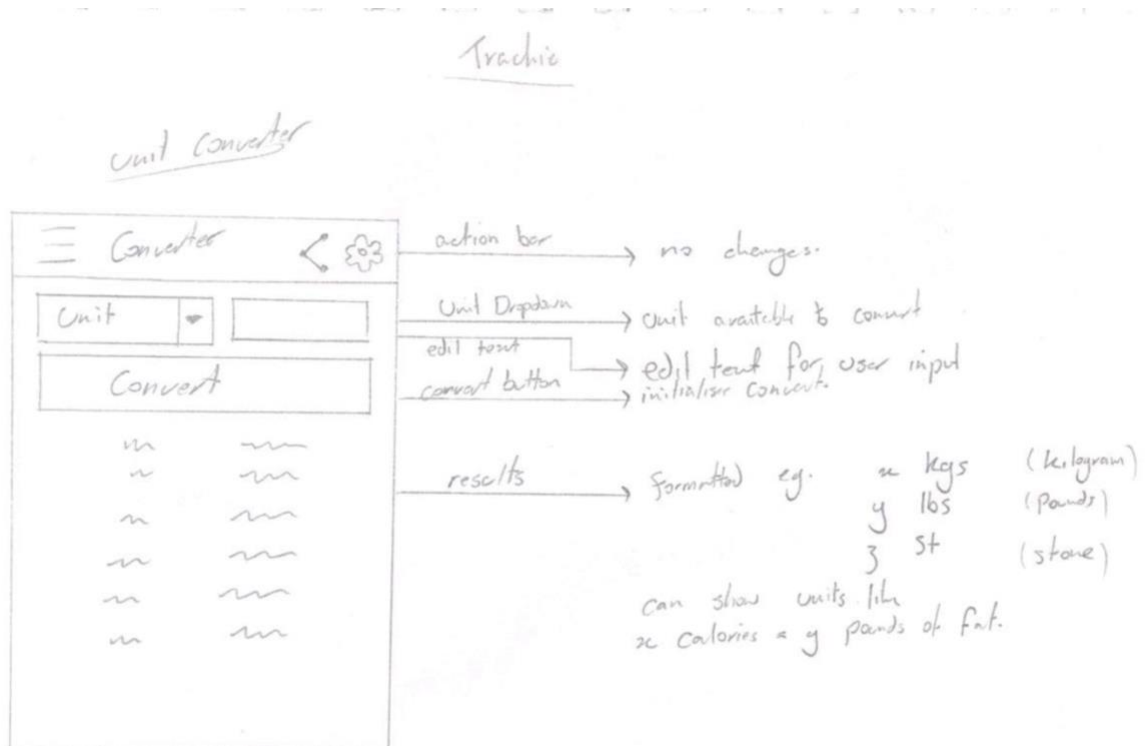 Trachie
Unit Converter
Converter
action bar
no changes.
Unit
Unit Dropdown
unit available to convert
edit text
edit text for user input
Convert
convert button
initialiser convert.
results
formatted eg. x kgs (kilogram)
y lbs (pounds)
z st (stone)
can show units like
x calories = y pounds of fat.